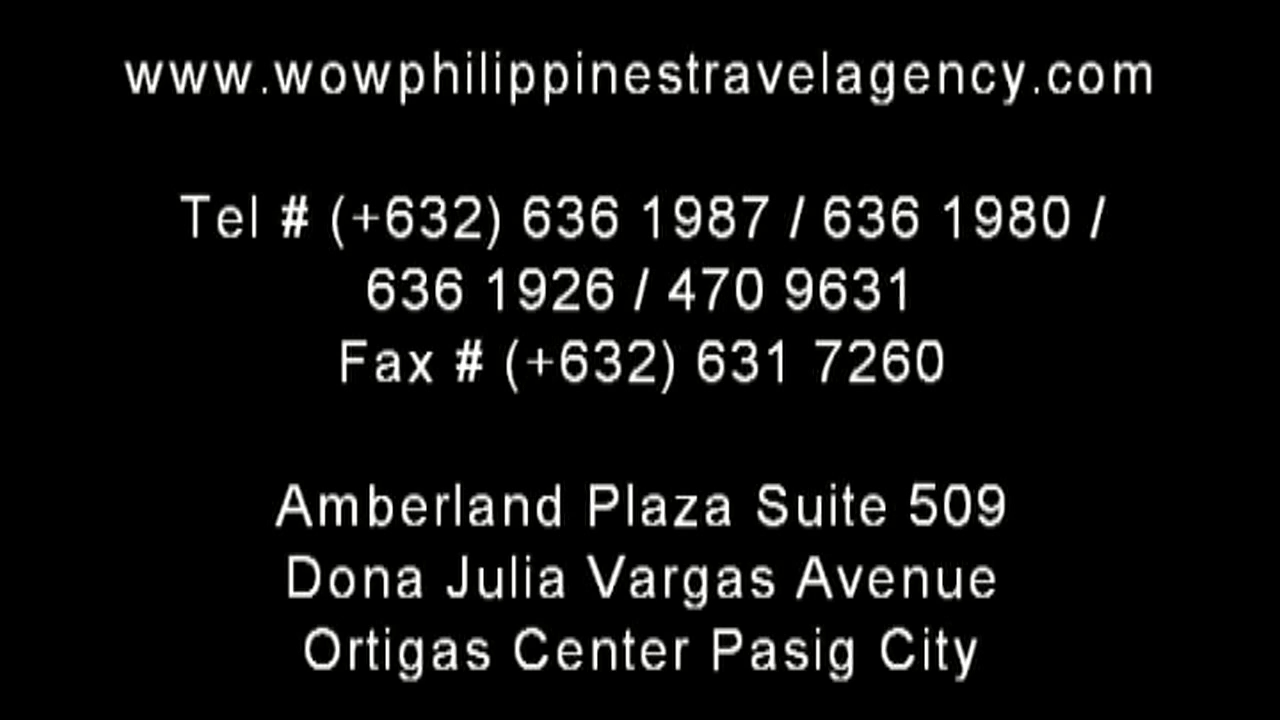 www.wowphilippinestravelagency.com
Tel # (+632) 636 1987 / 636 1980 /
636 1926 / 470 9631
Fax # (+632) 631 7260
Amberland Plaza Suite 509
Dona Julia Vargas Avenue
Ortigas Center Pasig City